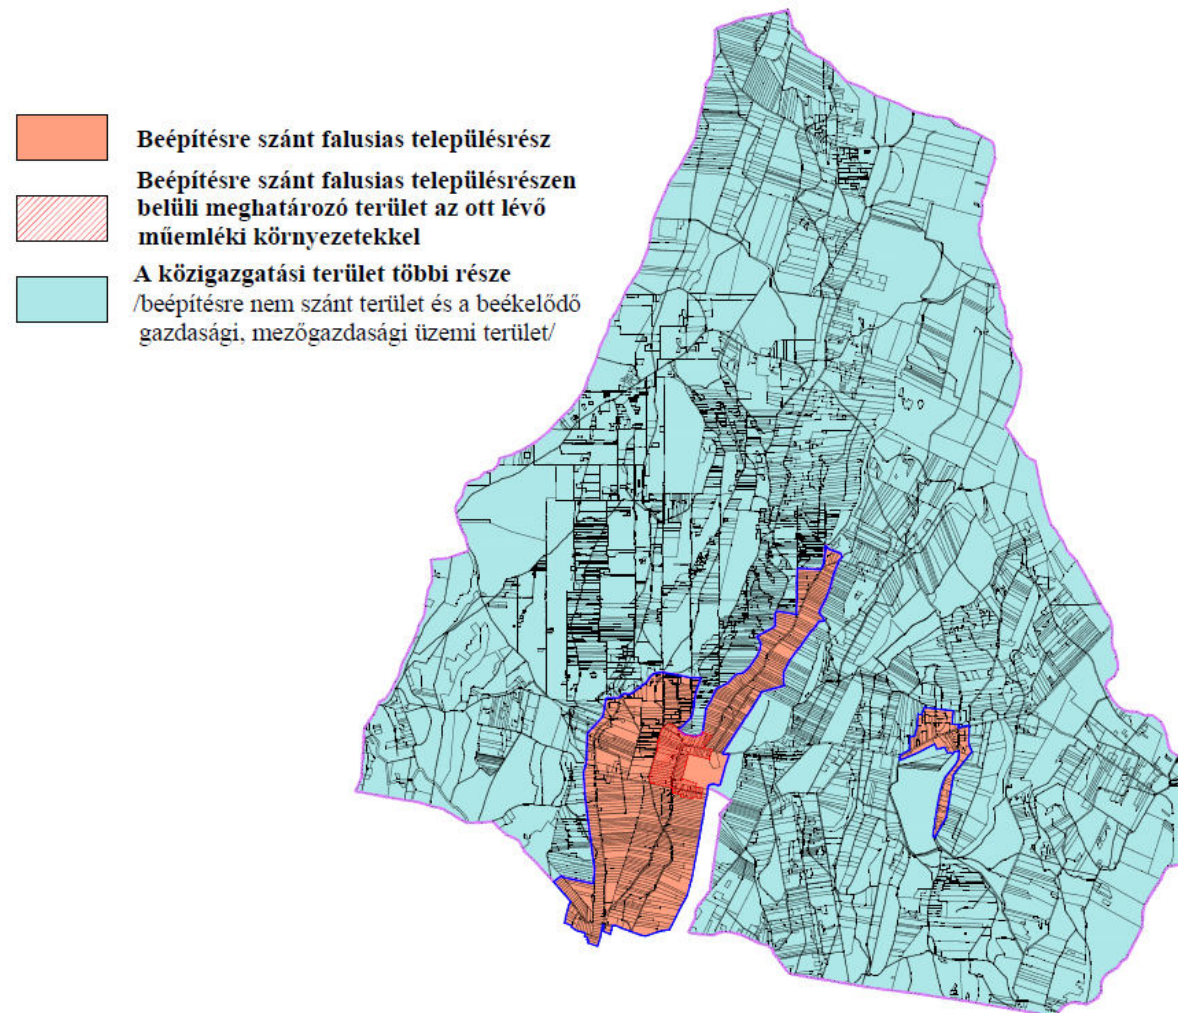 Beépítésre szánt falusias településrész
Beépítésre szánt falusias településrészen
belüli meghatározó terület az ott lévő
műemléki környezetekkel
A közigazgatási terület többi része
/beépítésre nem szánt terület és a beékelődő
gazdasági, mezőgazdasági üzemi terület/